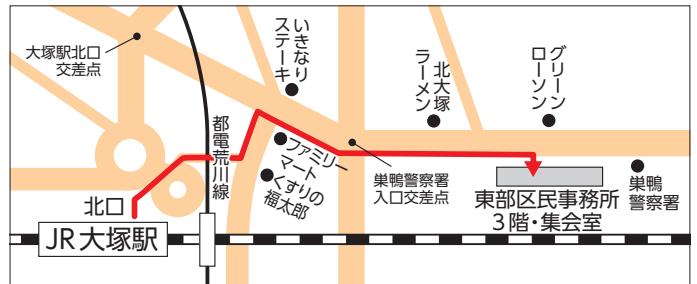 大塚駅北口
交差点
いきなり
ステーキ
北大塚
ラーメン
グリーン
ローソン
都電荒川線
ファミリー
マート
くすりの
福太郎
巣鴨警察署
入口交差点
東部区民事務所
3階・集会室
巣鴨
警察署
北口
JR大塚駅